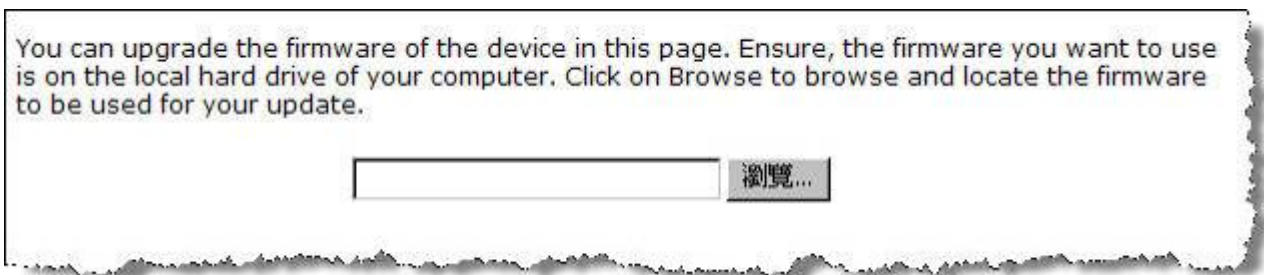 You can upgrade the firmware of the device in this page. Ensure, the firmware you want to use
is on the local hard drive of your computer. Click on Browse to browse and locate the firmware
to be used for your update.
瀏覽...